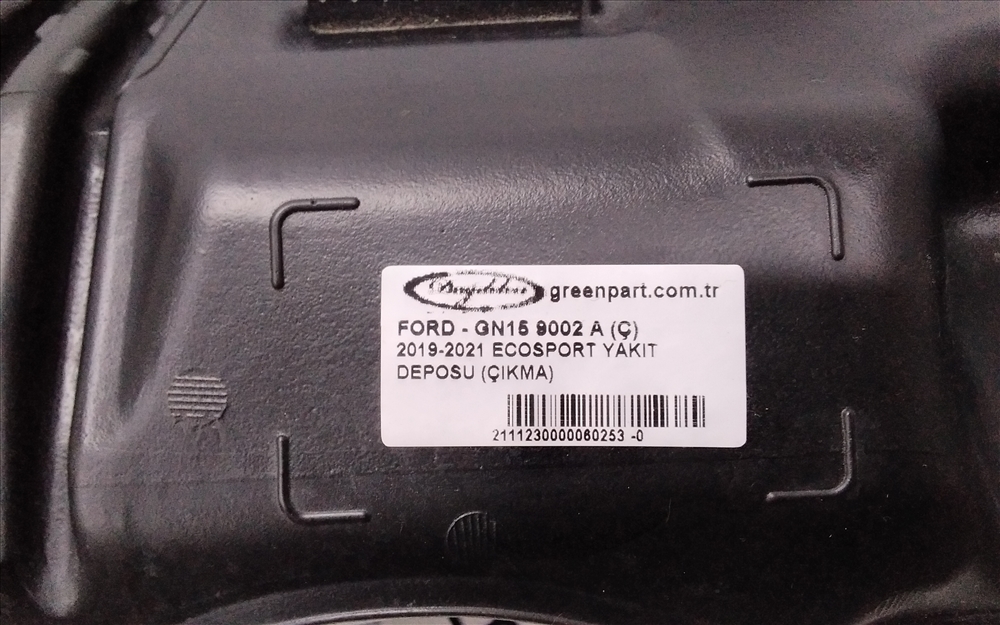 greenpart.com.tr
FORD - GN15 9002 A (Ç)
2019-2021 ECOSPORT YAKIT
DEPOSU (ÇIKMA)
2111230000060253 -0